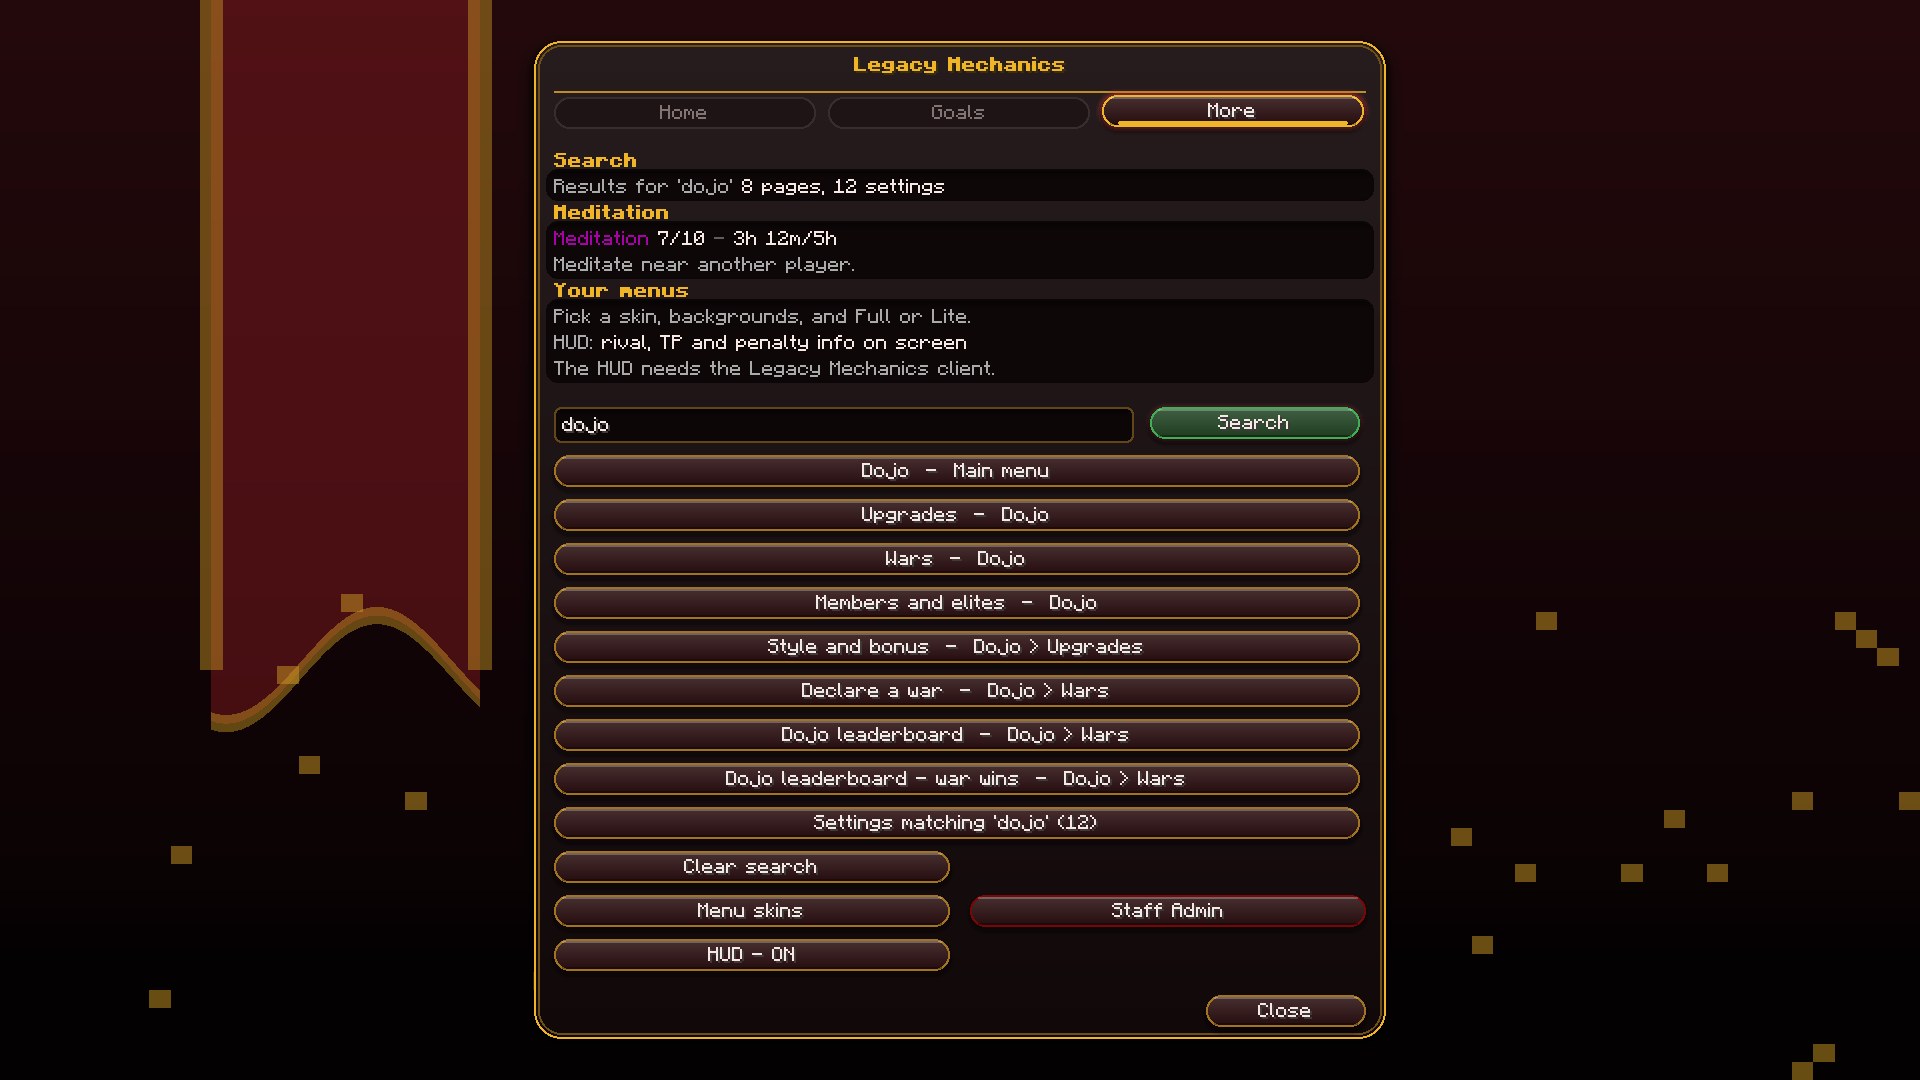 Legacy Mechanics
Home Goals More
Search
Results for 'dojo' 8 pages, 12 settings
Meditation
Meditation 7/10 - 3h 12m/5h
Meditate near another player.
Your menus
Pick a skin, backgrounds, and Full or Lite.
HUD: rival, TP and penalty info on screen
The HUD needs the Legacy Mechanics client.
dojo Search
Dojo - Main menu
Upgrades - Dojo
Wars - Dojo
Members and elites - Dojo
Style and bonus - Dojo > Upgrades
Declare a war - Dojo > Wars
Dojo leaderboard - Dojo > Wars
Dojo leaderboard - war wins - Dojo > Wars
Settings matching 'dojo' (12)
Clear search
Menu skins Staff Admin
HUD - ON
Close